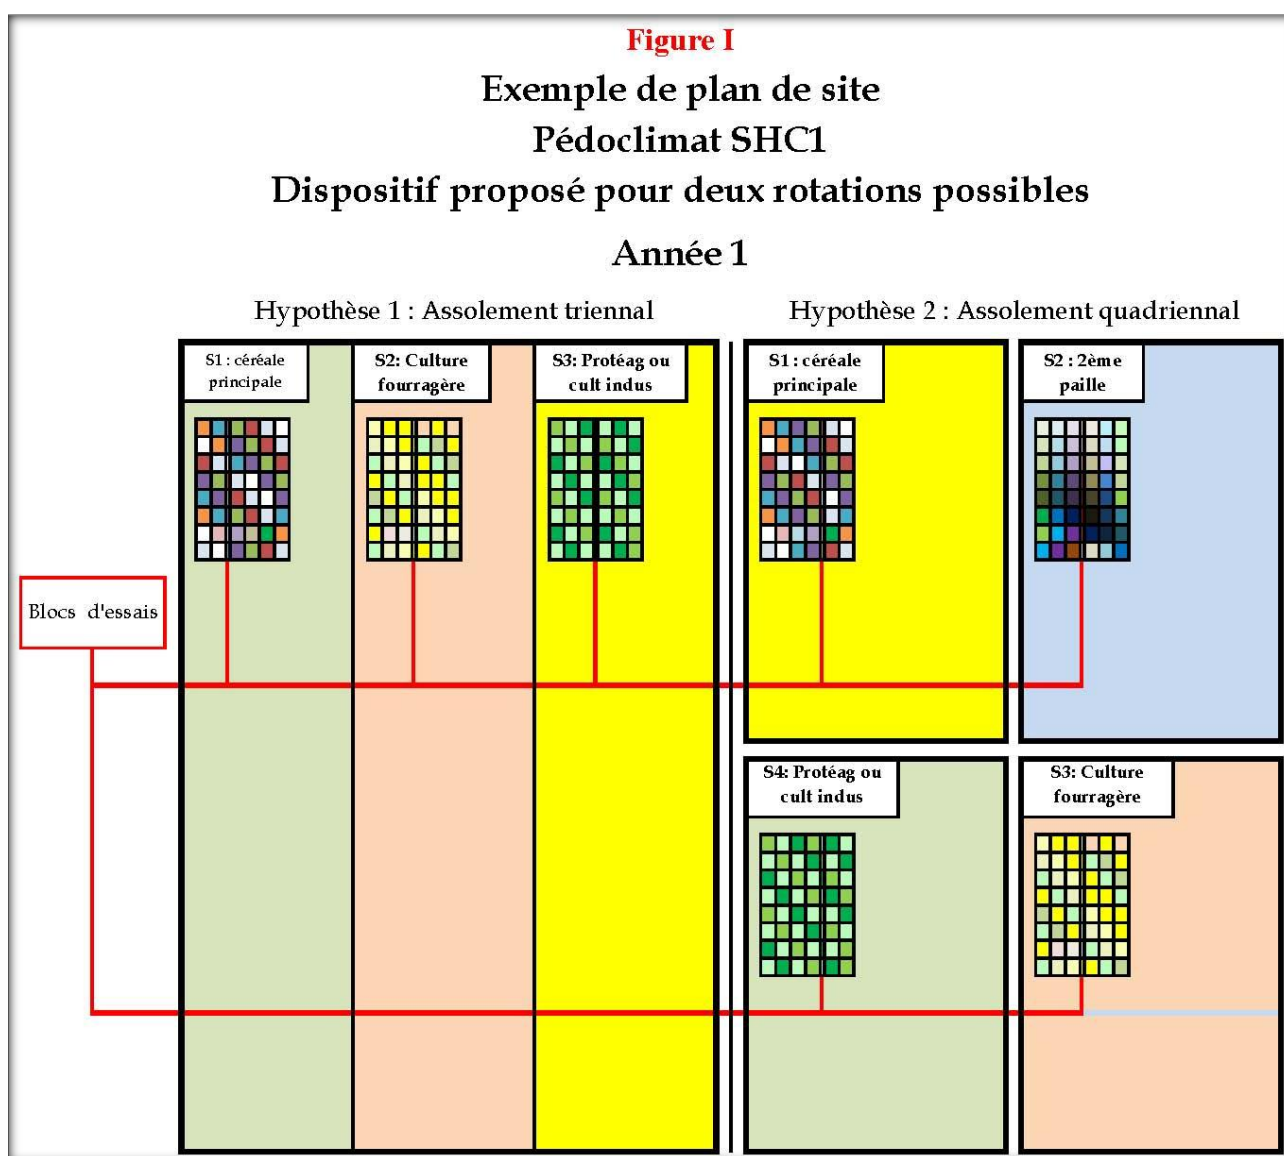 Figure I
Exemple de plan de site
Pédoclimat SHC1
Dispositif proposé pour deux rotations possibles
Année 1
Hypothèse 1 : Assolement triennal
Hypothèse 2 : Assolement quadriennal
S1 : céréale
principale
S2: Culture
fourragère
S3: Protéag ou
cult indus
S1 : céréale
principale
S2 : 2ème
paille
Blocs d'essais
S4: Protéag ou
cult indus
S3: Culture
fourragère